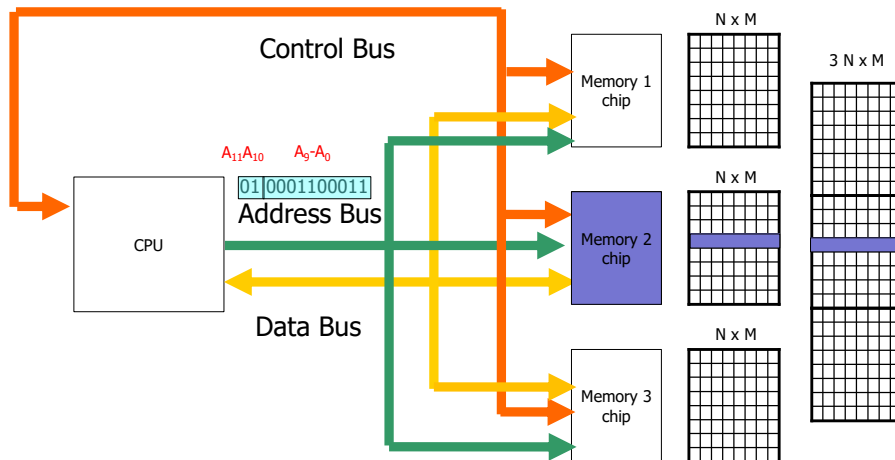 N x M
Control Bus
3 N x M
Memory 1
chip
A₁₁A₁₀ A₉-A₀
01 0001100011
N x M
Address Bus
CPU
Memory 2
chip
Data Bus
N x M
Memory 3
chip